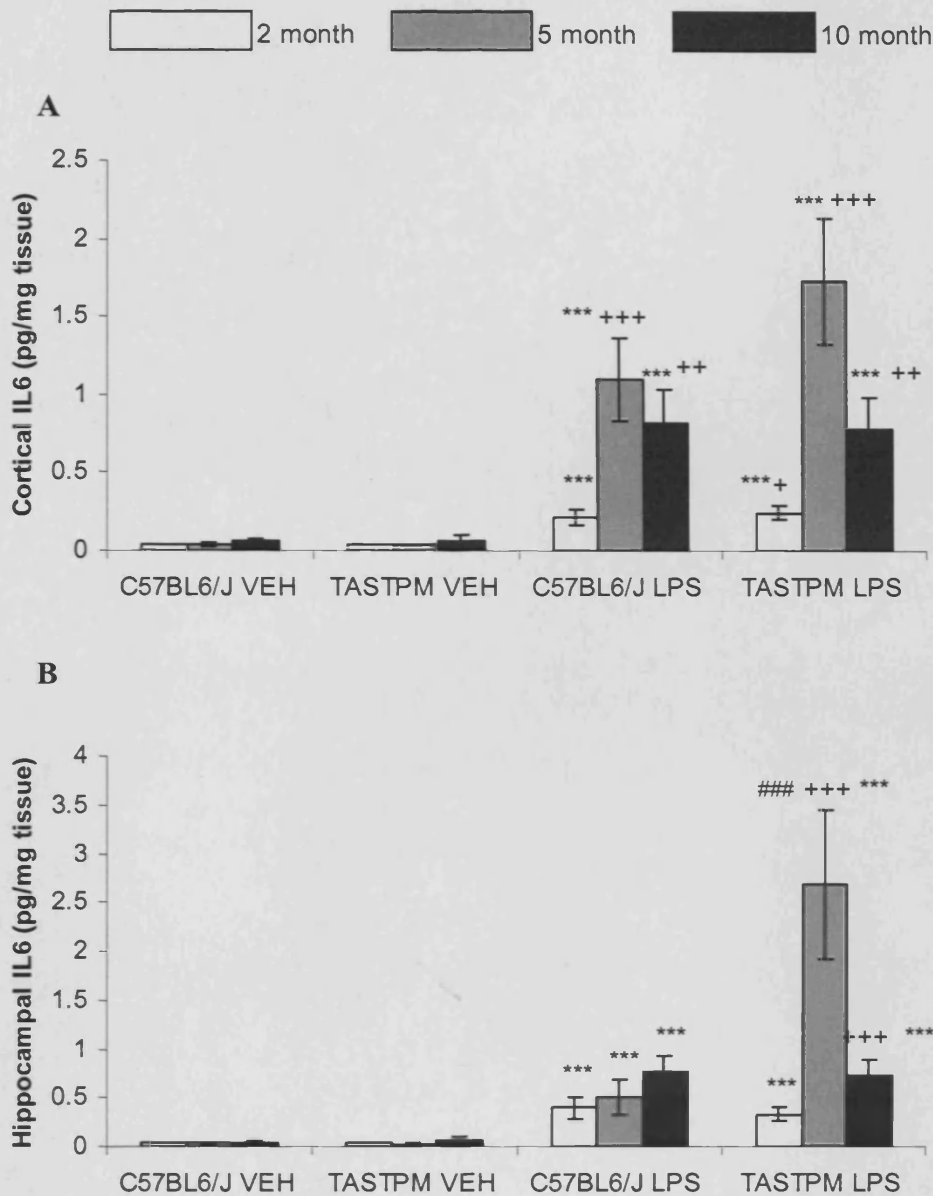 2 month 5 month 10 month
A
Cortical IL6 (pg/mg tissue)
2.5
2
1.5
1
0.5
0
*** +++
*** +++
*** ++
*** ++
***
*** +
C57BL6/J VEH TASTPM VEH C57BL6/J LPS TASTPM LPS
B
Hippocampal IL6 (pg/mg tissue)
4
3.5
3
2.5
2
1.5
1
0.5
0
### +++ ***
*** *** *** *** +++ ***
C57BL6/J VEH TASTPM VEH C57BL6/J LPS TASTPM LPS